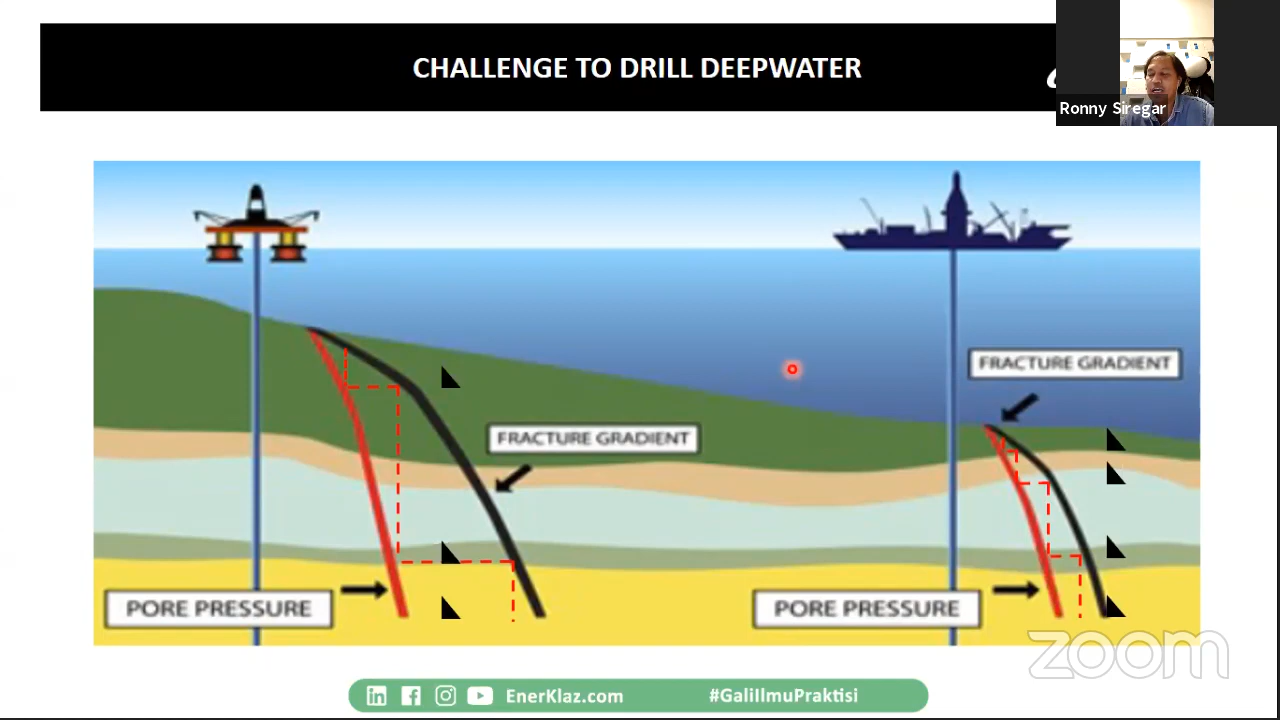 CHALLENGE TO DRILL DEEPWATER
Ronny Siregar
FRACTURE GRADIENT
FRACTURE GRADIENT
PORE PRESSURE
PORE PRESSURE
zoom
EnerKlaz.com
#GaliIlmuPraktisi